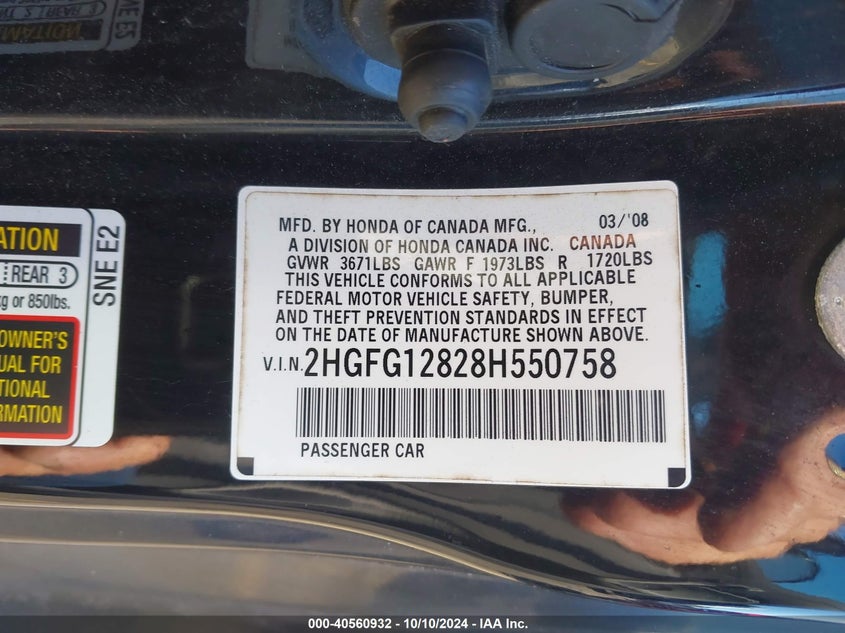 MFD. BY HONDA OF CANADA MFG., 03/'08
A DIVISION OF HONDA CANADA INC. CANADA
GVWR 3671LBS GAWR F 1973LBS R 1720LBS
THIS VEHICLE CONFORMS TO ALL APPLICABLE
FEDERAL MOTOR VEHICLE SAFETY, BUMPER,
AND THEFT PREVENTION STANDARDS IN EFFECT
ON THE DATE OF MANUFACTURE SHOWN ABOVE.
V.I.N. 2HGFG12828H550758
PASSENGER CAR
ATION
REAR 3
kg or 850lbs.
OWNER'S
UAL FOR
TIONAL
RMATION
SNE E2
000-40560932 - 10/10/2024 - IAA Inc.